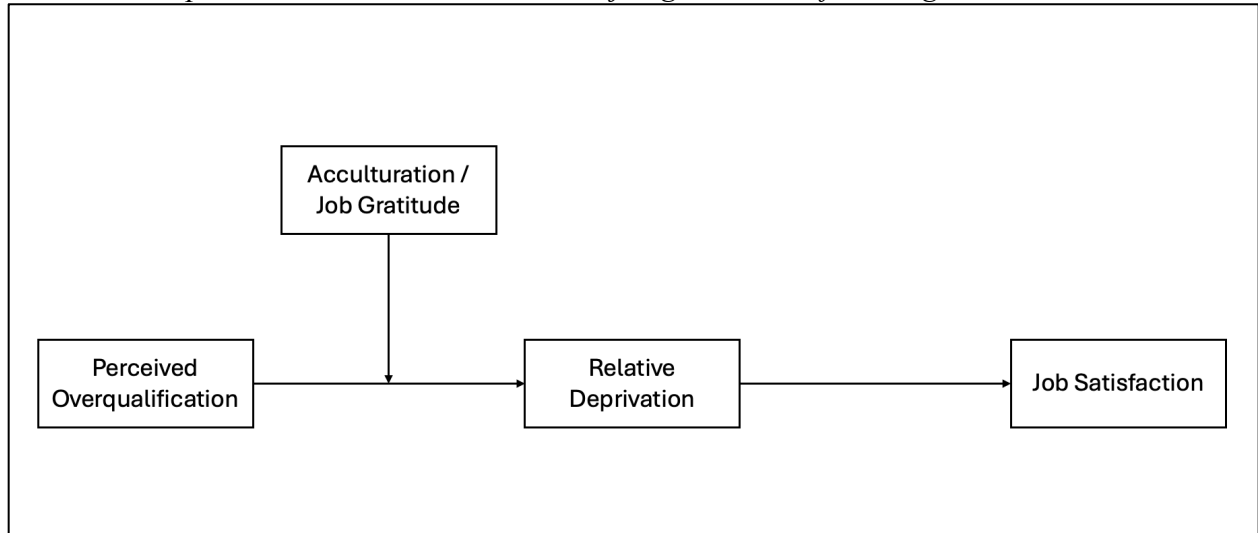 Acculturation /
Job Gratitude
Perceived
Overqualification
Relative
Deprivation
Job Satisfaction